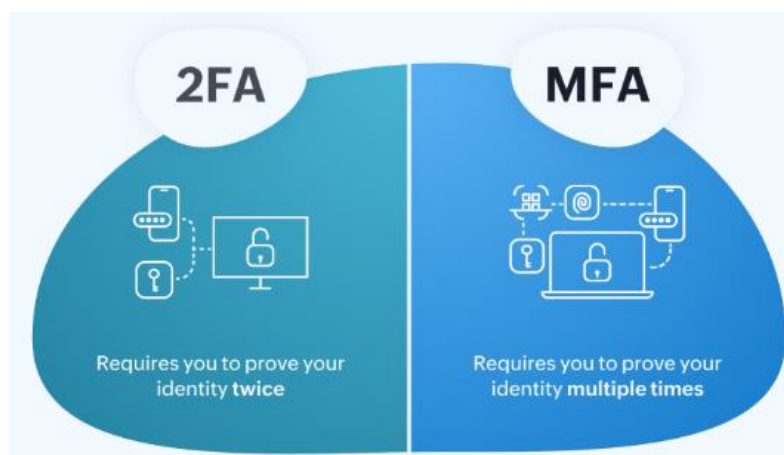 2FA
Requires you to prove your
identity twice
MFA
Requires you to prove your
identity multiple times